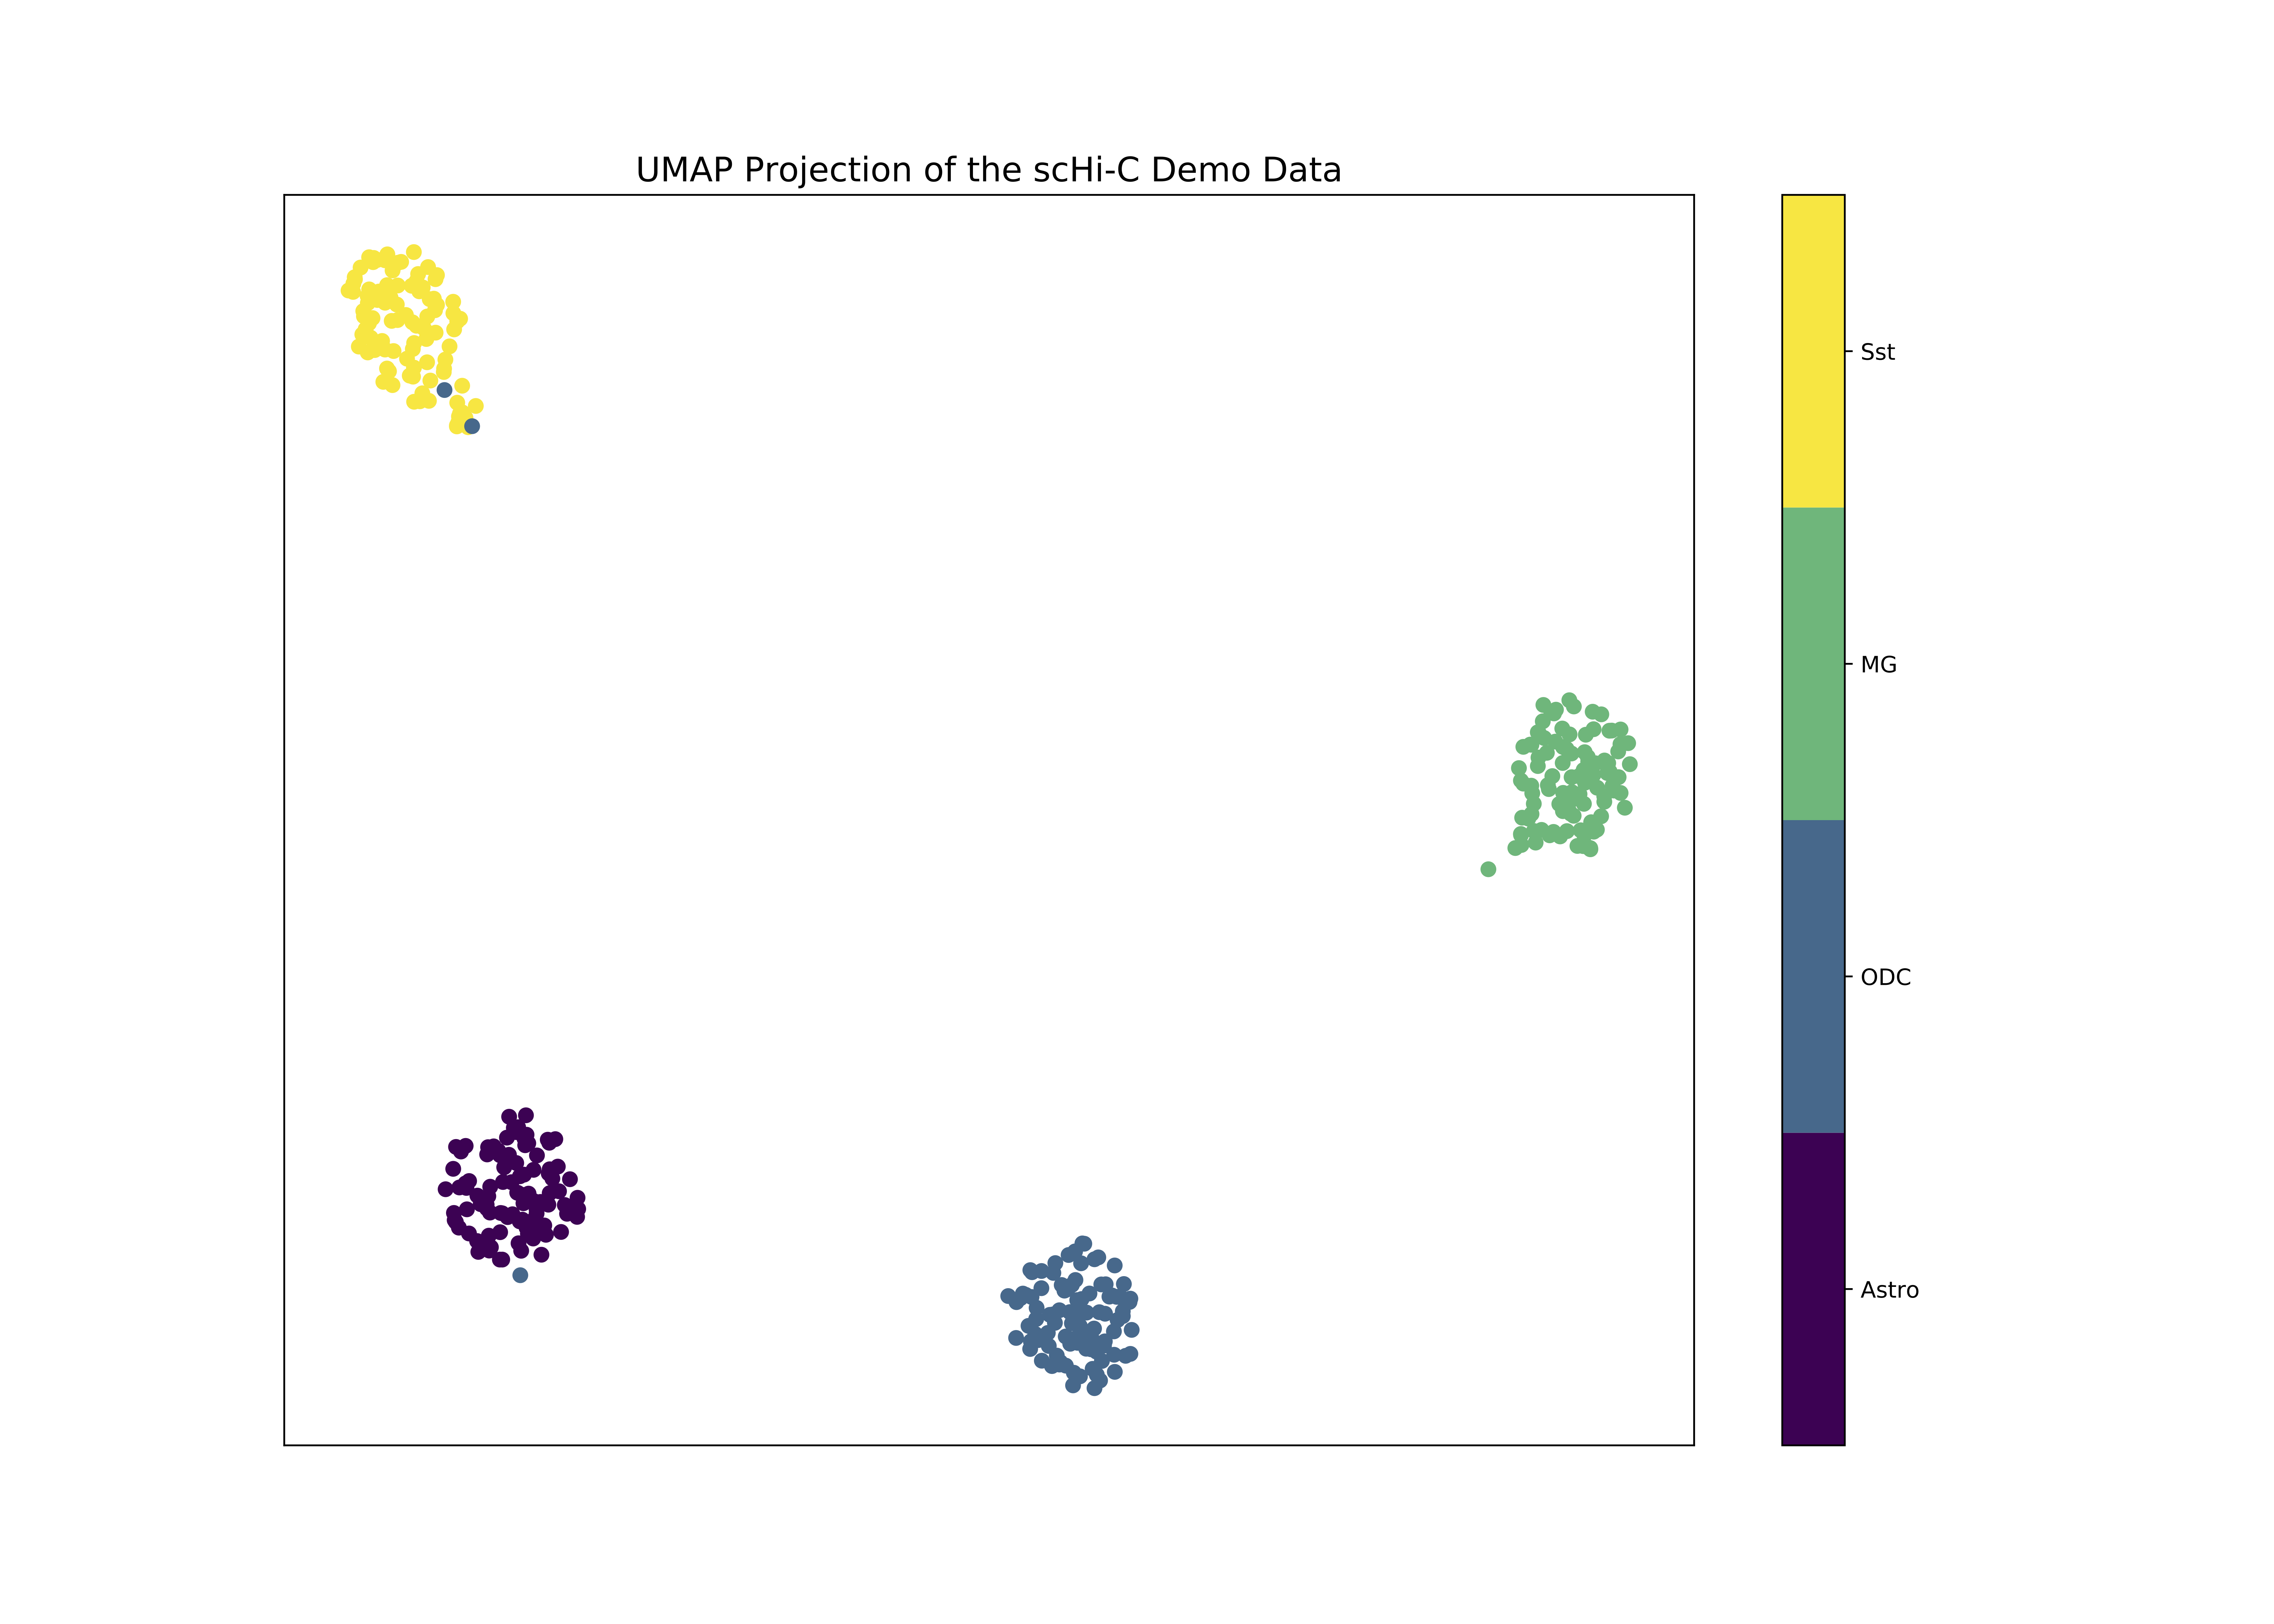 UMAP Projection of the scHi-C Demo Data
Sst
MG
ODC
Astro